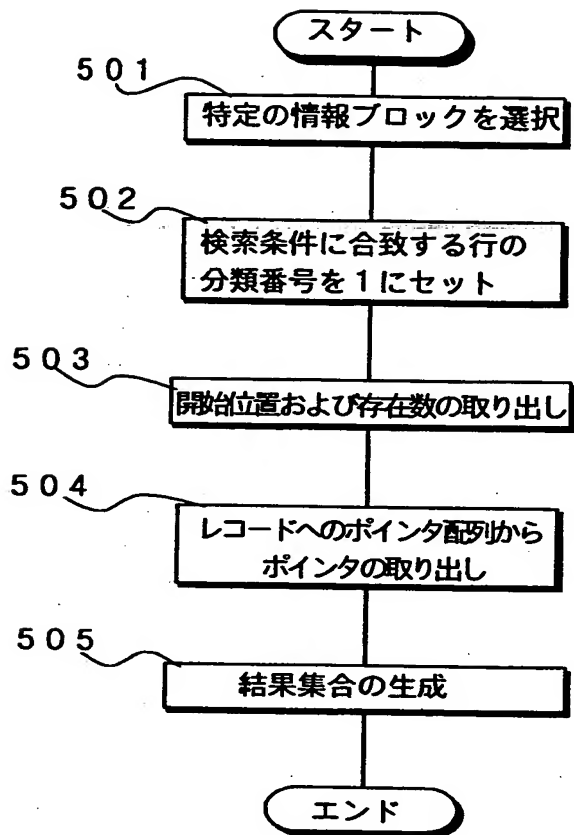 スタート
501
特定の情報ブロックを選択
502
検索条件に合致する行の
分類番号を1にセット
503
開始位置および存在数の取り出し
504
レコードへのポインタ配列から
ポインタの取り出し
505
結果集合の生成
エンド